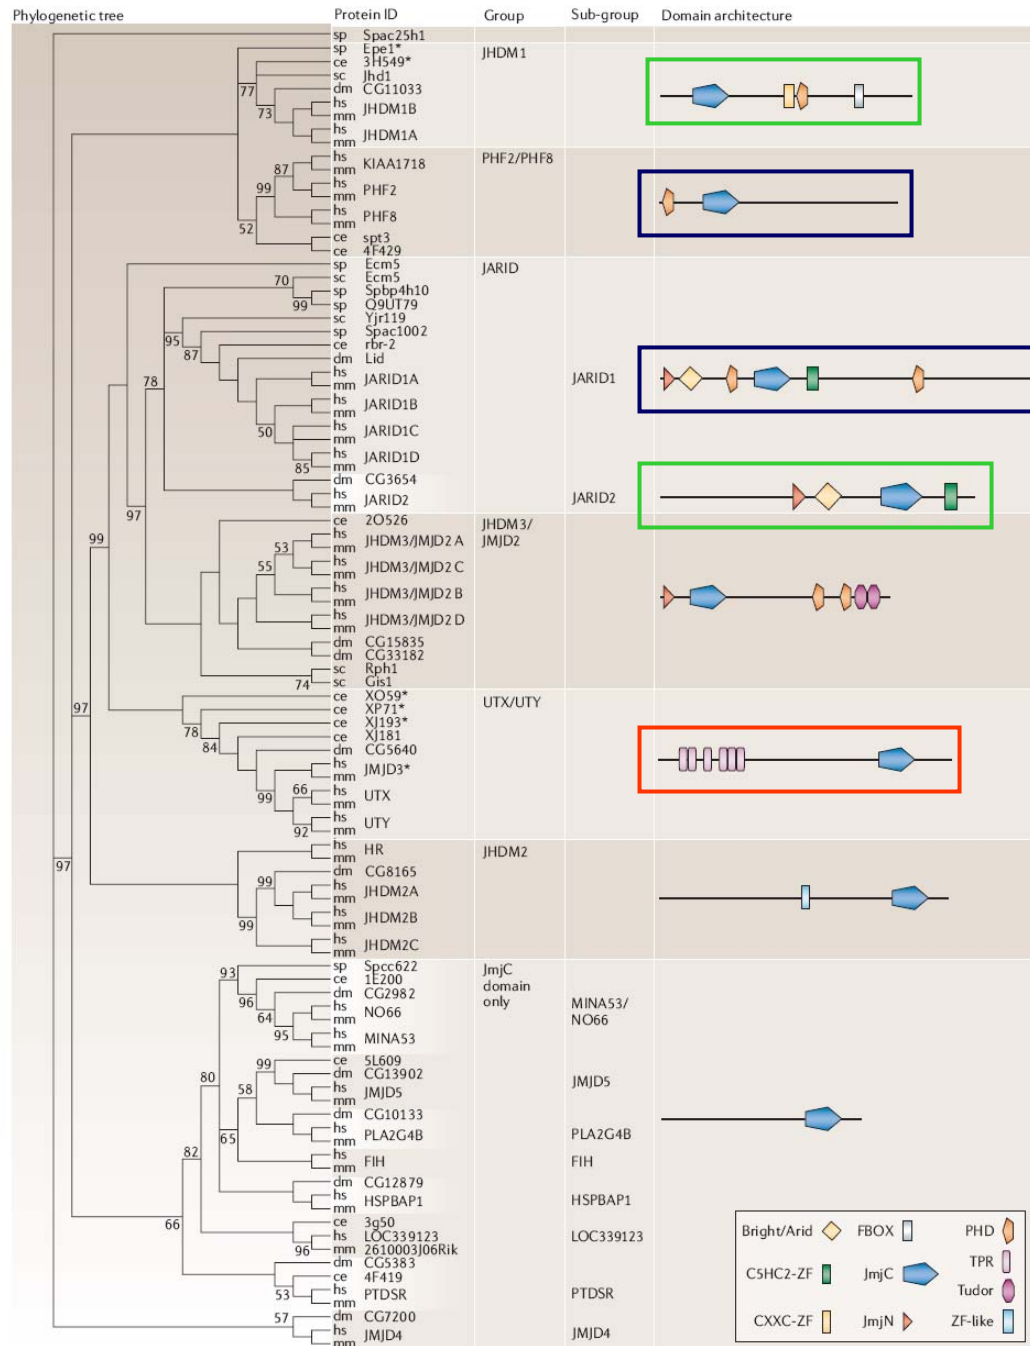 Phylogenetic tree Protein ID Group Sub-group Domain architecture
sp Spac25h1
sp Epe1* JHDM1
ce 3H549*
sc Jhd1
77
dm CG11033
hs
73 JHDM1B
mm
hs
JHDM1A
mm
hs PHF2/PHF8
87 KIAA1718
mm
hs
99 PHF2
mm
hs
PHF8
mm
52
ce spt3
ce 4F429
sp Ecm5 JARID
70 sc Ecm5
sp Spbp4h10
99 sp Q9UT79
sc Yjr119
95 sp Spac1002
87 ce rbr-2
dm Lid
hs
78 JARID1A JARID1
mm
hs
JARID1B
mm
hs
50 JARID1C
mm
hs
JARID1D
85 mm
dm CG3654
hs
JARID2 JARID2
mm
97
ce 2O526 JHDM3/
JMJD2
hs
99 53 JHDM3/JMJD2 A
mm
hs
55 JHDM3/JMJD2 C
mm
hs
JHDM3/JMJD2 B
mm
hs
JHDM3/JMJD2 D
mm
dm CG15835
dm CG33182
sc Rph1
74 sc Gis1
ce XO59* UTX/UTY
97
ce XP71*
78 ce XJ193*
84 ce XJ181
dm CG5640
hs
JMJD3*
mm
99 66 hs
UTX
mm
hs
92 UTY
mm
hs JHDM2
HR
mm
97
dm CG8165
99 hs
JHDM2A
mm
hs
JHDM2B
99 mm
hs
JHDM2C
mm
93 sp Spcc622 JmjC
domain
only
ce 1E200
96 dm CG2982
hs MINA53/
64 NO66 NO66
mm
95 hs
MINA53
mm
99 ce 5L609
80 dm CG13902 JMJD5
58 hs
JMJD5
mm
dm CG10133
hs
65 PLA2G4B PLA2G4B
mm
82 hs
FIH FIH
mm
dm CG12879
hs
HSPBAP1 HSPBAP1
mm
66 ce 3g50
hs LOC339123 LOC339123
96 mm 2610003J06Rik
dm CG5383
ce 4F419
53 hs
PTDSR PTDSR
mm
57 dm CG7200
hs
JMJD4 JMJD4
mm
Bright/Arid FBOX PHD
TPR
C5HC2-ZF JmjC
Tudor
CXXC-ZF JmjN ZF-like